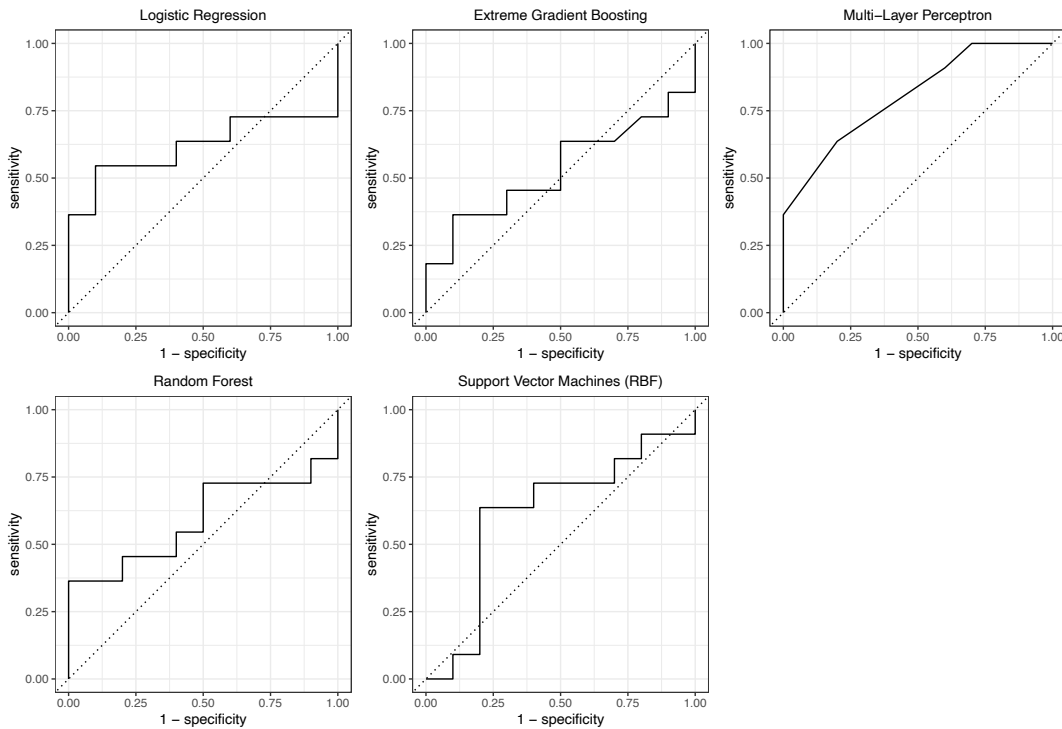 Logistic Regression
1.00
0.75
0.50
0.25
0.00
sensitivity
0.00 0.25 0.50 0.75 1.00
1 − specificity
Extreme Gradient Boosting
1.00
0.75
0.50
0.25
0.00
sensitivity
0.00 0.25 0.50 0.75 1.00
1 − specificity
Multi−Layer Perceptron
1.00
0.75
0.50
0.25
0.00
sensitivity
0.00 0.25 0.50 0.75 1.00
1 − specificity
Random Forest
1.00
0.75
0.50
0.25
0.00
sensitivity
0.00 0.25 0.50 0.75 1.00
1 − specificity
Support Vector Machines (RBF)
1.00
0.75
0.50
0.25
0.00
sensitivity
0.00 0.25 0.50 0.75 1.00
1 − specificity